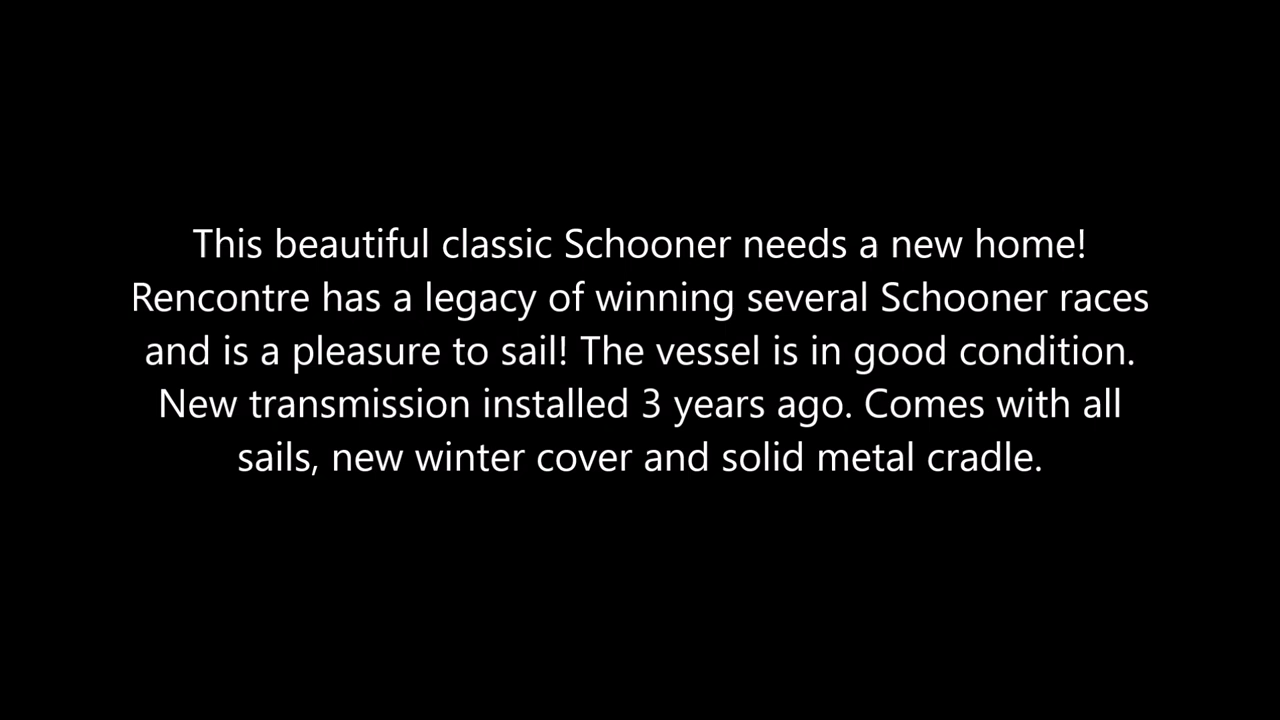 This beautiful classic Schooner needs a new home!
Rencontre has a legacy of winning several Schooner races
and is a pleasure to sail! The vessel is in good condition.
New transmission installed 3 years ago. Comes with all
sails, new winter cover and solid metal cradle.